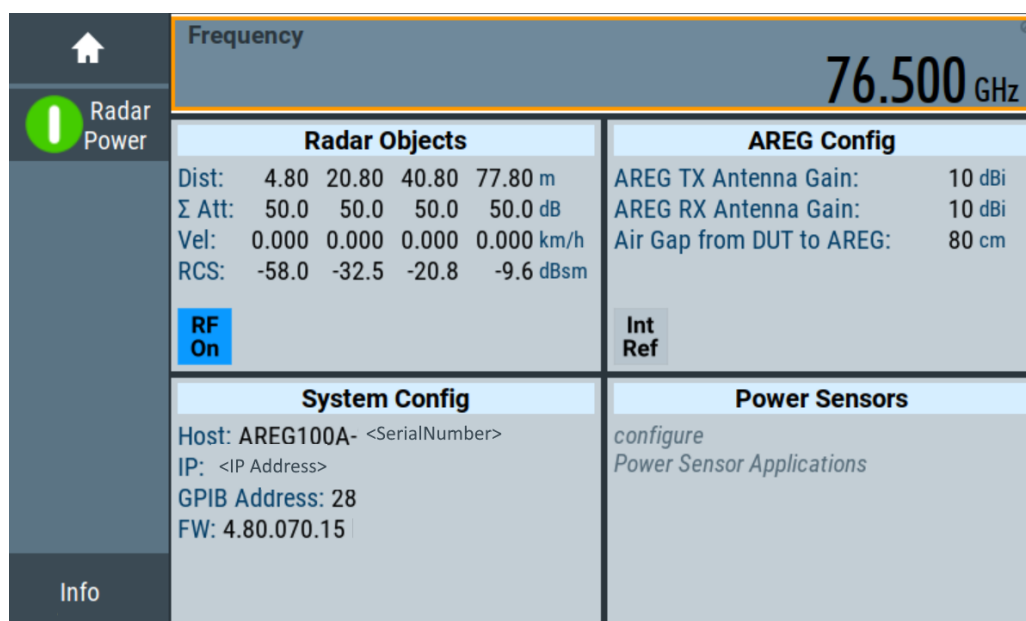 Frequency
76.500 GHz
Radar
Power
Radar Objects
Dist: 4.80 20.80 40.80 77.80 m
Σ Att: 50.0 50.0 50.0 50.0 dB
Vel: 0.000 0.000 0.000 0.000 km/h
RCS: -58.0 -32.5 -20.8 -9.6 dBsm
RF
On
AREG Config
AREG TX Antenna Gain: 10 dBi
AREG RX Antenna Gain: 10 dBi
Air Gap from DUT to AREG: 80 cm
Int
Ref
System Config
Host: AREG100A- <SerialNumber>
IP: <IP Address>
GPIB Address: 28
FW: 4.80.070.15
Power Sensors
configure
Power Sensor Applications
Info